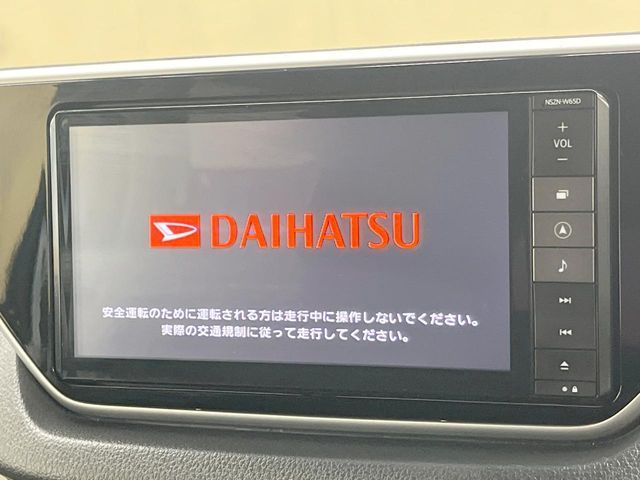 NSZN-W65D
+
VOL
−
DAIHATSU
安全運転のために運転される方は走行中に操作しないでください。
実際の交通規制に従って走行してください。